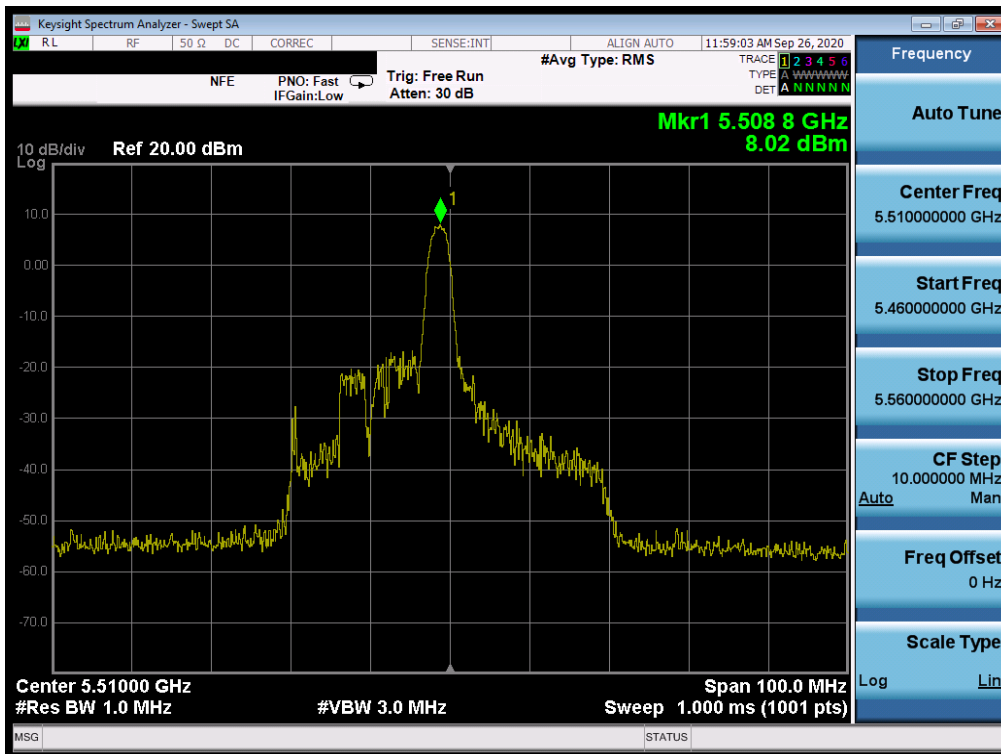 Keysight Spectrum Analyzer - Swept SA
LXI RL RF 50 Ω DC CORREC SENSE:INT ALIGN AUTO 11:59:03 AM Sep 26, 2020
NFE PNO: Fast IFGain:Low Trig: Free Run Atten: 30 dB #Avg Type: RMS
TRACE 1 2 3 4 5 6
TYPE A WWWWW
DET A N N N N N
Mkr1 5.508 8 GHz
8.02 dBm
10 dB/div Ref 20.00 dBm
Log
1
10.0
0.00
-10.0
-20.0
-30.0
-40.0
-50.0
-60.0
-70.0
Center 5.51000 GHz Span 100.0 MHz
#Res BW 1.0 MHz #VBW 3.0 MHz Sweep 1.000 ms (1001 pts)
MSG STATUS
Frequency
Auto Tune
Center Freq
5.510000000 GHz
Start Freq
5.460000000 GHz
Stop Freq
5.560000000 GHz
CF Step
10.000000 MHz
Auto Man
Freq Offset
0 Hz
Scale Type
Log Lin